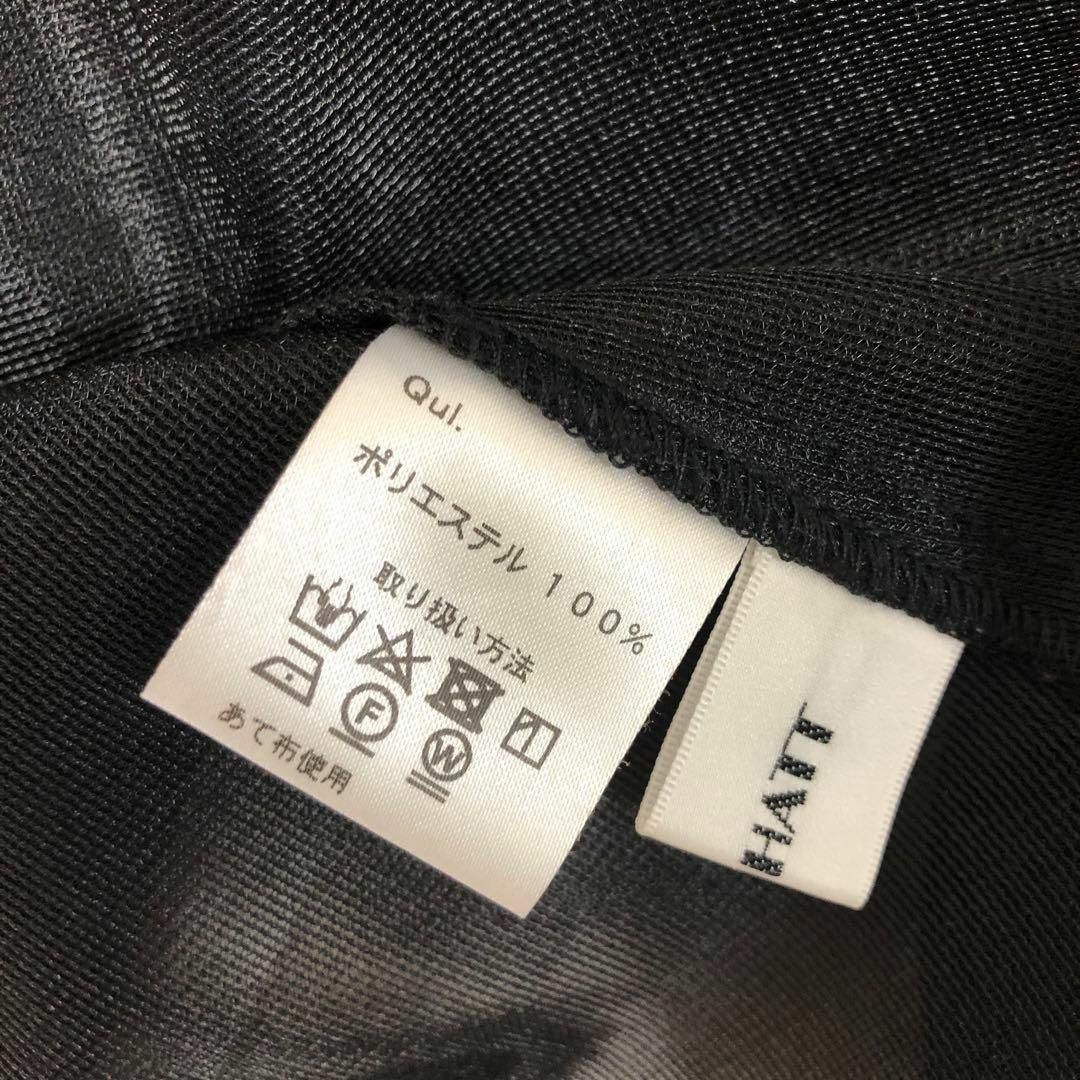 Qul.
ポリエステル 100%
取り扱い方法
F
W
あて布使用
HATT